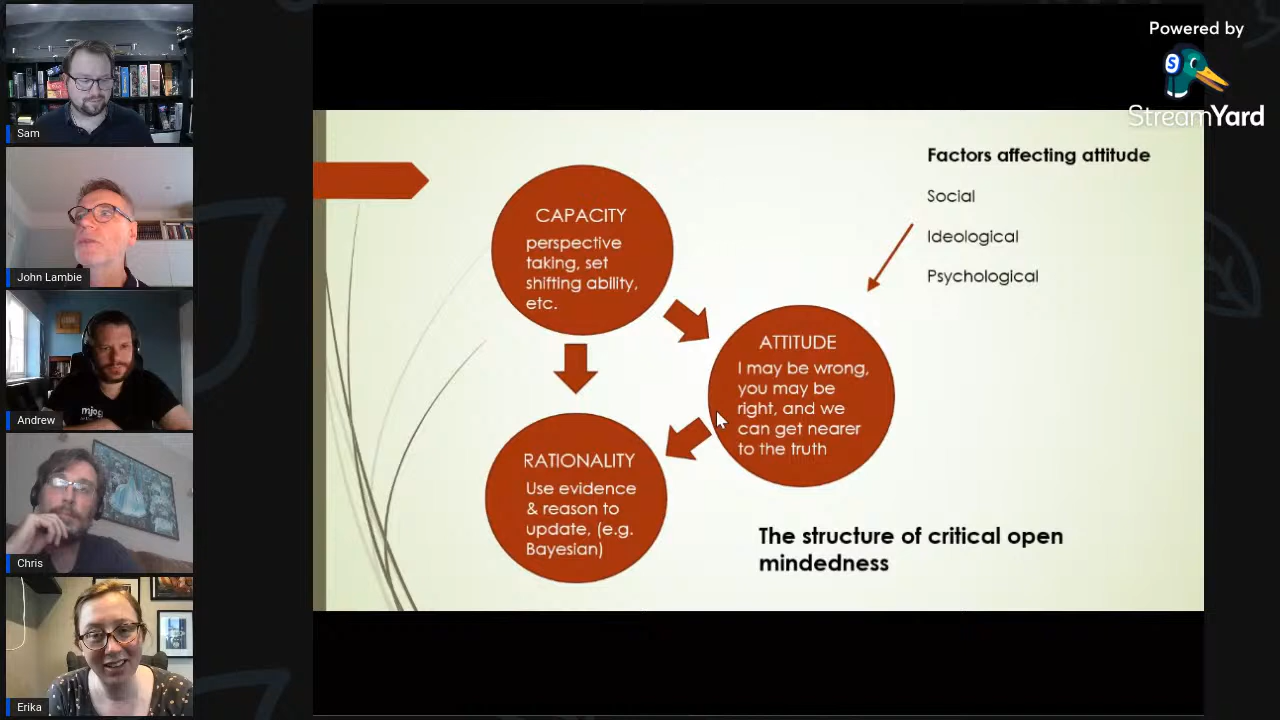 Powered by
StreamYard
Sam
John Lambie
Andrew
mjog
Chris
Erika
Factors affecting attitude
Social
Ideological
Psychological
CAPACITY
perspective
taking, set
shifting ability,
etc.
ATTITUDE
I may be wrong,
you may be
right, and we
can get nearer
to the truth
RATIONALITY
Use evidence
& reason to
update, (e.g.
Bayesian)
The structure of critical open
mindedness